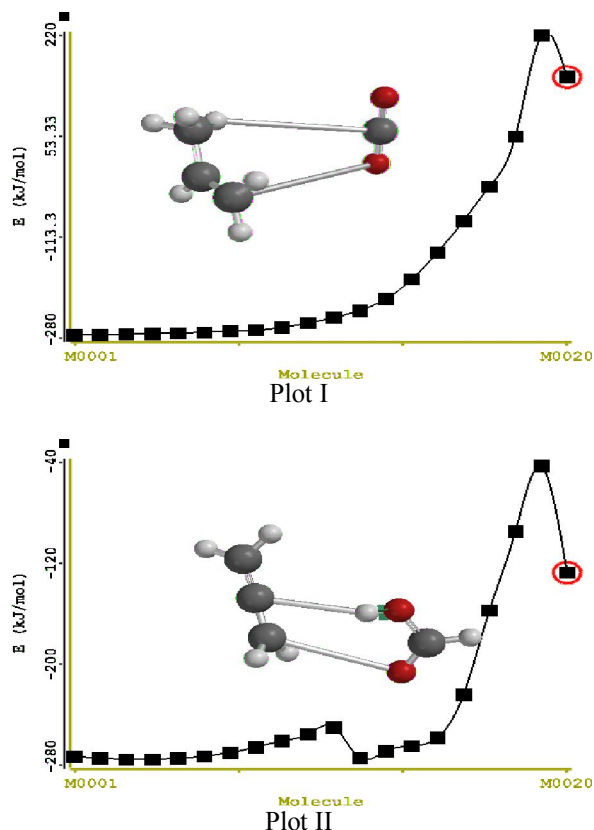 220
53.33
-113.3
-280
E (kJ/mol)
M0001
M0020
Molecule
Plot I
-40
-120
-200
-280
E (kJ/mol)
M0001
M0020
Molecule
Plot II